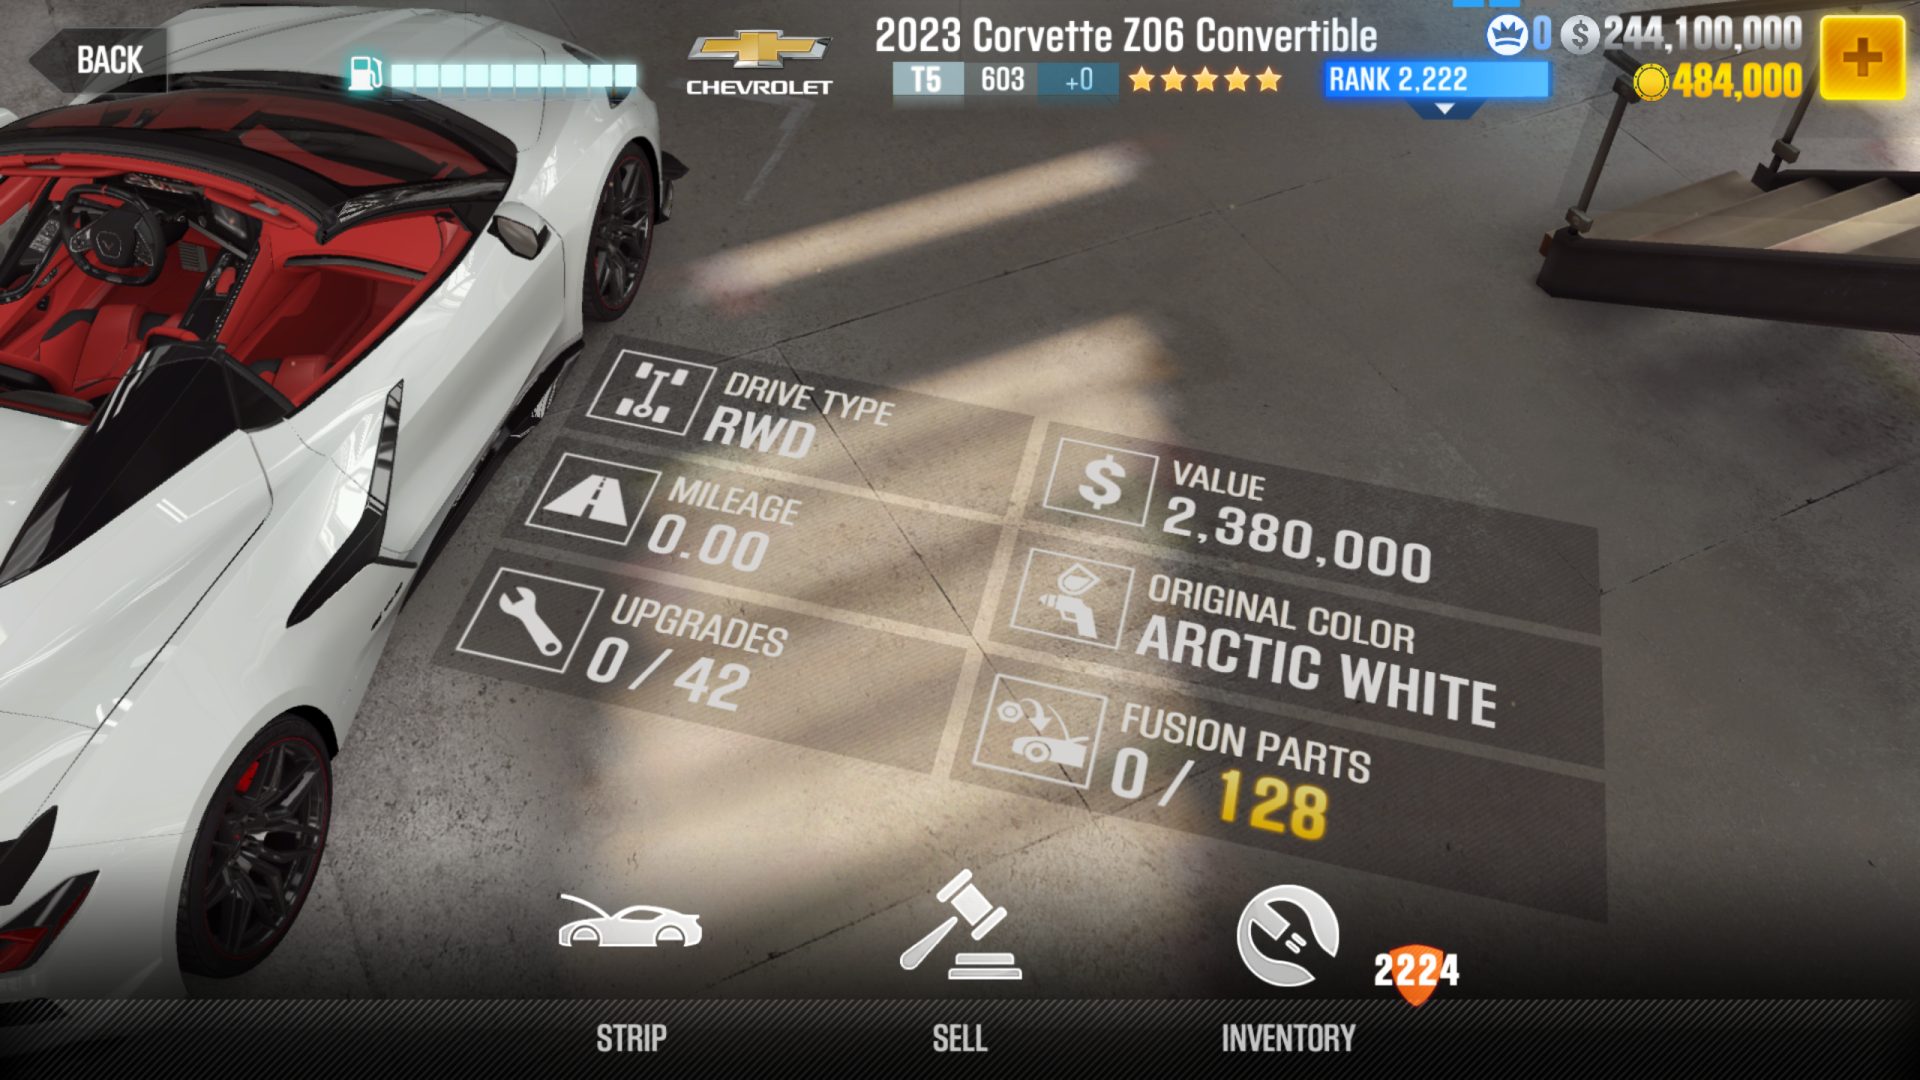 BACK
CHEVROLET
2023 Corvette Z06 Convertible
T5 603 +0
RANK 2,222
0 $ 244,100,000
484,000
DRIVE TYPE
RWD
MILEAGE
0.00
UPGRADES
0 / 42
$ VALUE
2,380,000
ORIGINAL COLOR
ARCTIC WHITE
FUSION PARTS
0 / 128
2224
STRIP
SELL
INVENTORY